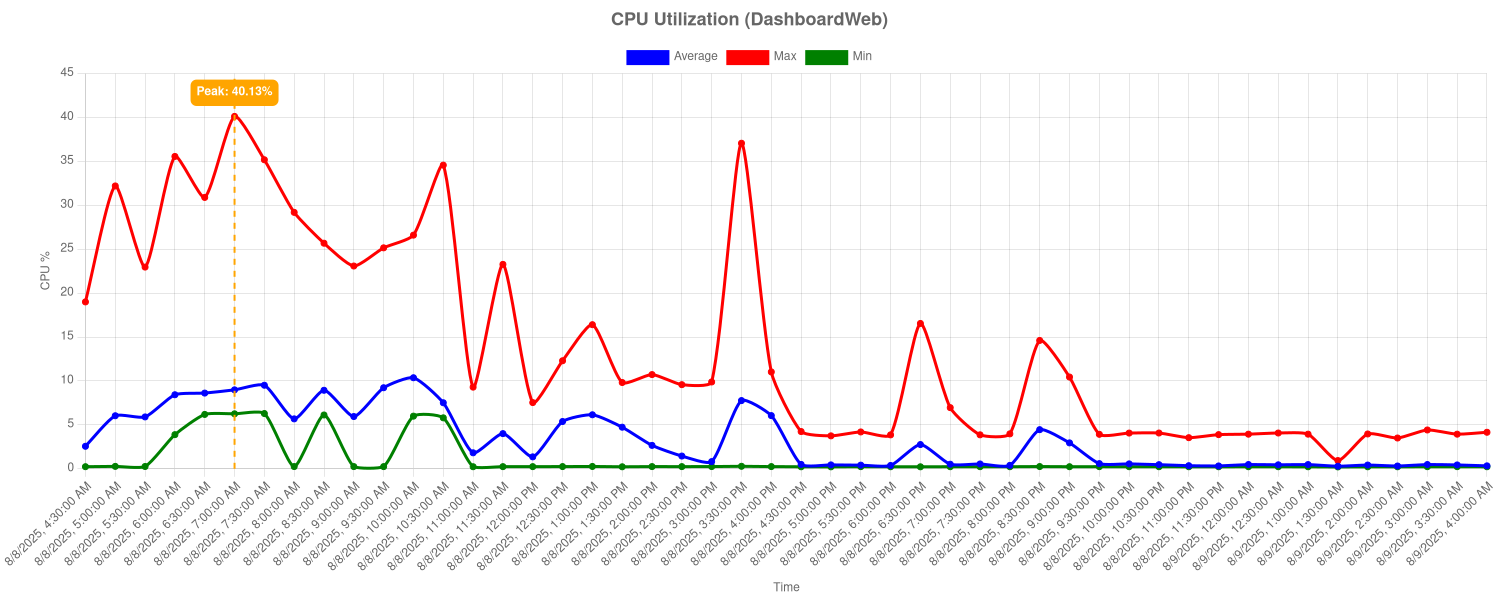 CPU Utilization (DashboardWeb)
Average Max Min
Peak: 40.13%
CPU %
45
40
35
30
25
20
15
10
5
0
8/8/2025, 4:30:00 AM
8/8/2025, 5:00:00 AM
8/8/2025, 5:30:00 AM
8/8/2025, 6:00:00 AM
8/8/2025, 6:30:00 AM
8/8/2025, 7:00:00 AM
8/8/2025, 7:30:00 AM
8/8/2025, 8:00:00 AM
8/8/2025, 8:30:00 AM
8/8/2025, 9:00:00 AM
8/8/2025, 9:30:00 AM
8/8/2025, 10:00:00 AM
8/8/2025, 10:30:00 AM
8/8/2025, 11:00:00 AM
8/8/2025, 11:30:00 AM
8/8/2025, 12:00:00 PM
8/8/2025, 12:30:00 PM
8/8/2025, 1:00:00 PM
8/8/2025, 1:30:00 PM
8/8/2025, 2:00:00 PM
8/8/2025, 2:30:00 PM
8/8/2025, 3:00:00 PM
8/8/2025, 3:30:00 PM
8/8/2025, 4:00:00 PM
8/8/2025, 4:30:00 PM
8/8/2025, 5:00:00 PM
8/8/2025, 5:30:00 PM
8/8/2025, 6:00:00 PM
8/8/2025, 6:30:00 PM
8/8/2025, 7:00:00 PM
8/8/2025, 7:30:00 PM
8/8/2025, 8:00:00 PM
8/8/2025, 8:30:00 PM
8/8/2025, 9:00:00 PM
8/8/2025, 9:30:00 PM
8/8/2025, 10:00:00 PM
8/8/2025, 10:30:00 PM
8/8/2025, 11:00:00 PM
8/8/2025, 11:30:00 PM
8/9/2025, 12:00:00 AM
8/9/2025, 12:30:00 AM
8/9/2025, 1:00:00 AM
8/9/2025, 1:30:00 AM
8/9/2025, 2:00:00 AM
8/9/2025, 2:30:00 AM
8/9/2025, 3:00:00 AM
8/9/2025, 3:30:00 AM
8/9/2025, 4:00:00 AM
Time